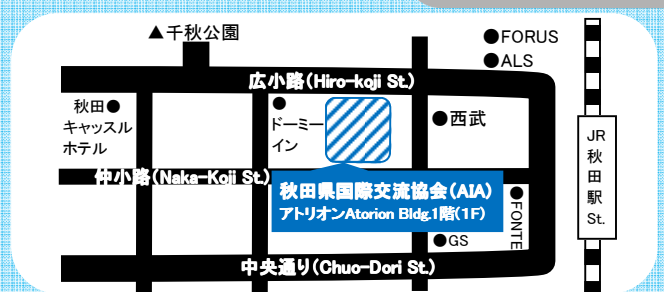 ▲千秋公園
●FORUS
●ALS
広小路(Hiro-koji St.)
秋田●
キャッスル
ホテル
●
ドーミー
イン
●西武
JR
秋
田
駅
St.
仲小路(Naka-Koji St.)
秋田県国際交流協会(AIA)
アトリオンAtorion Bldg.1階(1F)
●FONTE
●GS
中央通り(Chuo-Dori St.)